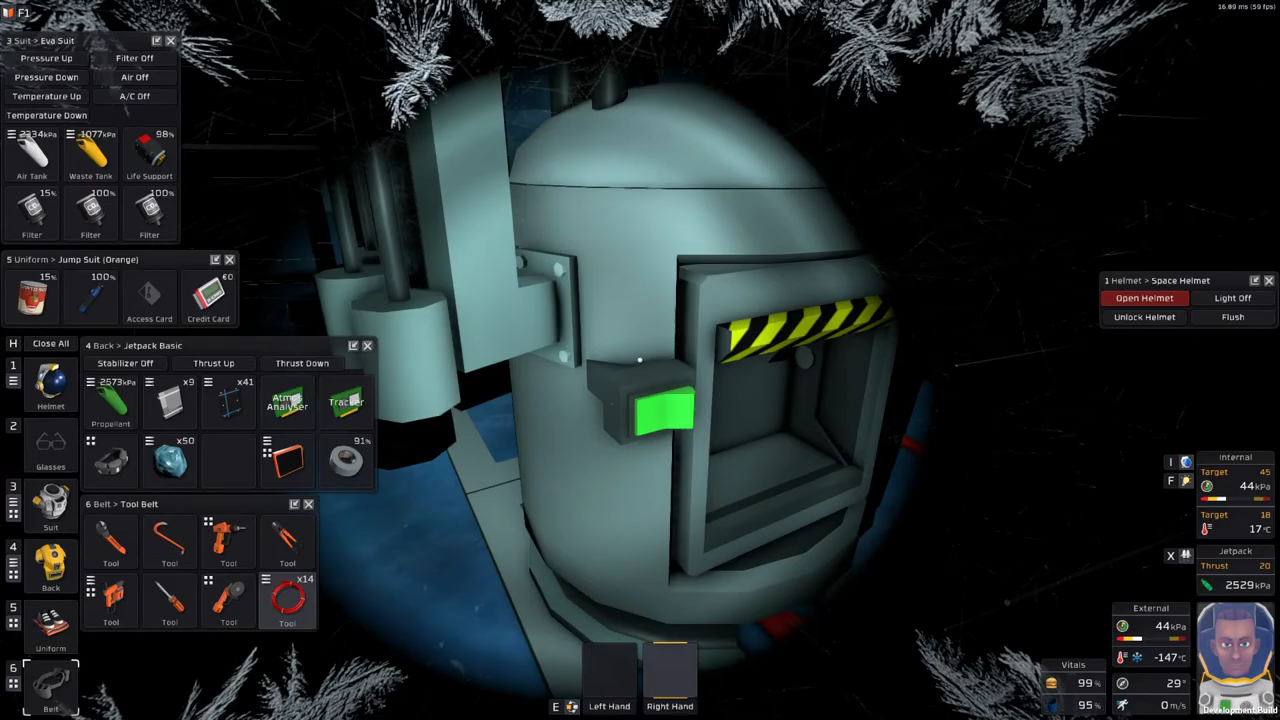 F1
16.89 ms (59 fps)
3 Suit > Eva Suit
Pressure Up
Filter Off
Pressure Down
Air Off
Temperature Up
A/C Off
Temperature Down
1077kPa
98%
Air Tank
Waste Tank
Life Support
15%
100%
100%
Filter
Filter
Filter
5 Uniform > Jump Suit (Orange)
15%
100%
€0
Access Card
Credit Card
H
Close All
4 Back > Jetpack Basic
Stabilizer Off
Thrust Up
Thrust Down
1
Helmet
2573kPa
x9
x41
Atmos Analyser
Tracker
Propellant
2
Glasses
x50
91%
3
Suit
6 Belt > Tool Belt
Tool
Tool
Tool
Tool
4
Back
x14
Tool
Tool
Tool
Tool
5
Uniform
6
Belt
1 Helmet > Space Helmet
Open Helmet
Light Off
Unlock Helmet
Flush
I
F
Internal
Target 45
44kPa
Target 18
17°C
X
Jetpack
Thrust 20
2529kPa
External
44kPa
-147°C
29°
0m/s
Vitals
99%
95%
E
Left Hand
Right Hand
Development Build